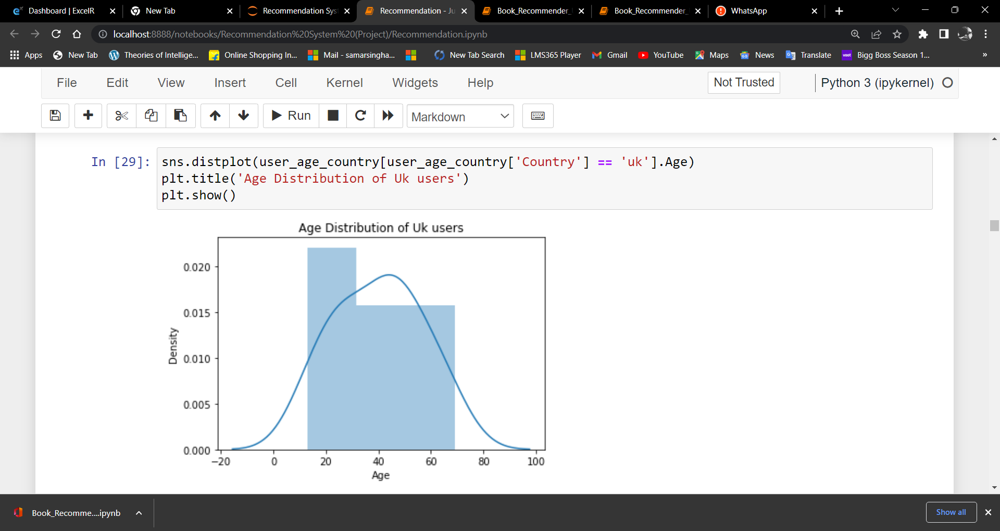 Dashboard | ExcelR
New Tab
Recommendation Sys
Recommendation - Ju
Book_Recommender_
Book_Recommender_
WhatsApp
localhost:8888/notebooks/Recommendation%20System%20(Project)/Recommendation.ipynb
Apps New Tab Theories of Intellige... Online Shopping In... Mail - samarsingha... New Tab Search LMS365 Player Gmail YouTube Maps News Translate Bigg Boss Season 1... »
File Edit View Insert Cell Kernel Widgets Help Not Trusted Python 3 (ipykernel)
Run Markdown
In [29]: sns.distplot(user_age_country[user_age_country['Country'] == 'uk'].Age)
plt.title('Age Distribution of Uk users')
plt.show()
Age Distribution of Uk users
0.020
0.015
0.010
0.005
0.000
Density
−20 0 20 40 60 80 100
Age
Book_Recomme....ipynb
Show all